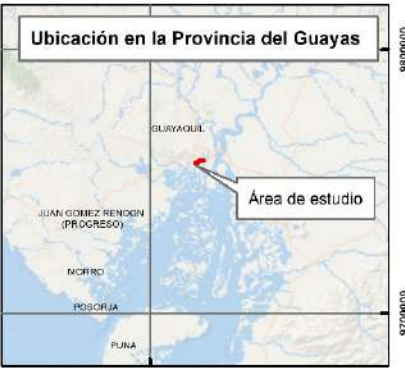 Ubicación en la Provincia del Guayas
9800000
GUAYAQUIL
Área de estudio
JUAN GOMEZ RENDON
(PROGRESO)
MORRO
POSORJA
9700000
PUNA